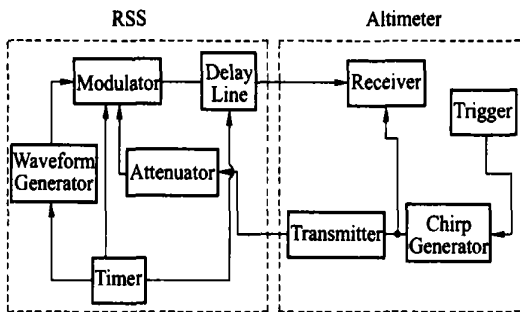 RSS
Altimeter
Modulator
Delay
Line
Receiver
Trigger
Waveform
Generator
Attenuator
Transmitter
Chirp
Generator
Timer